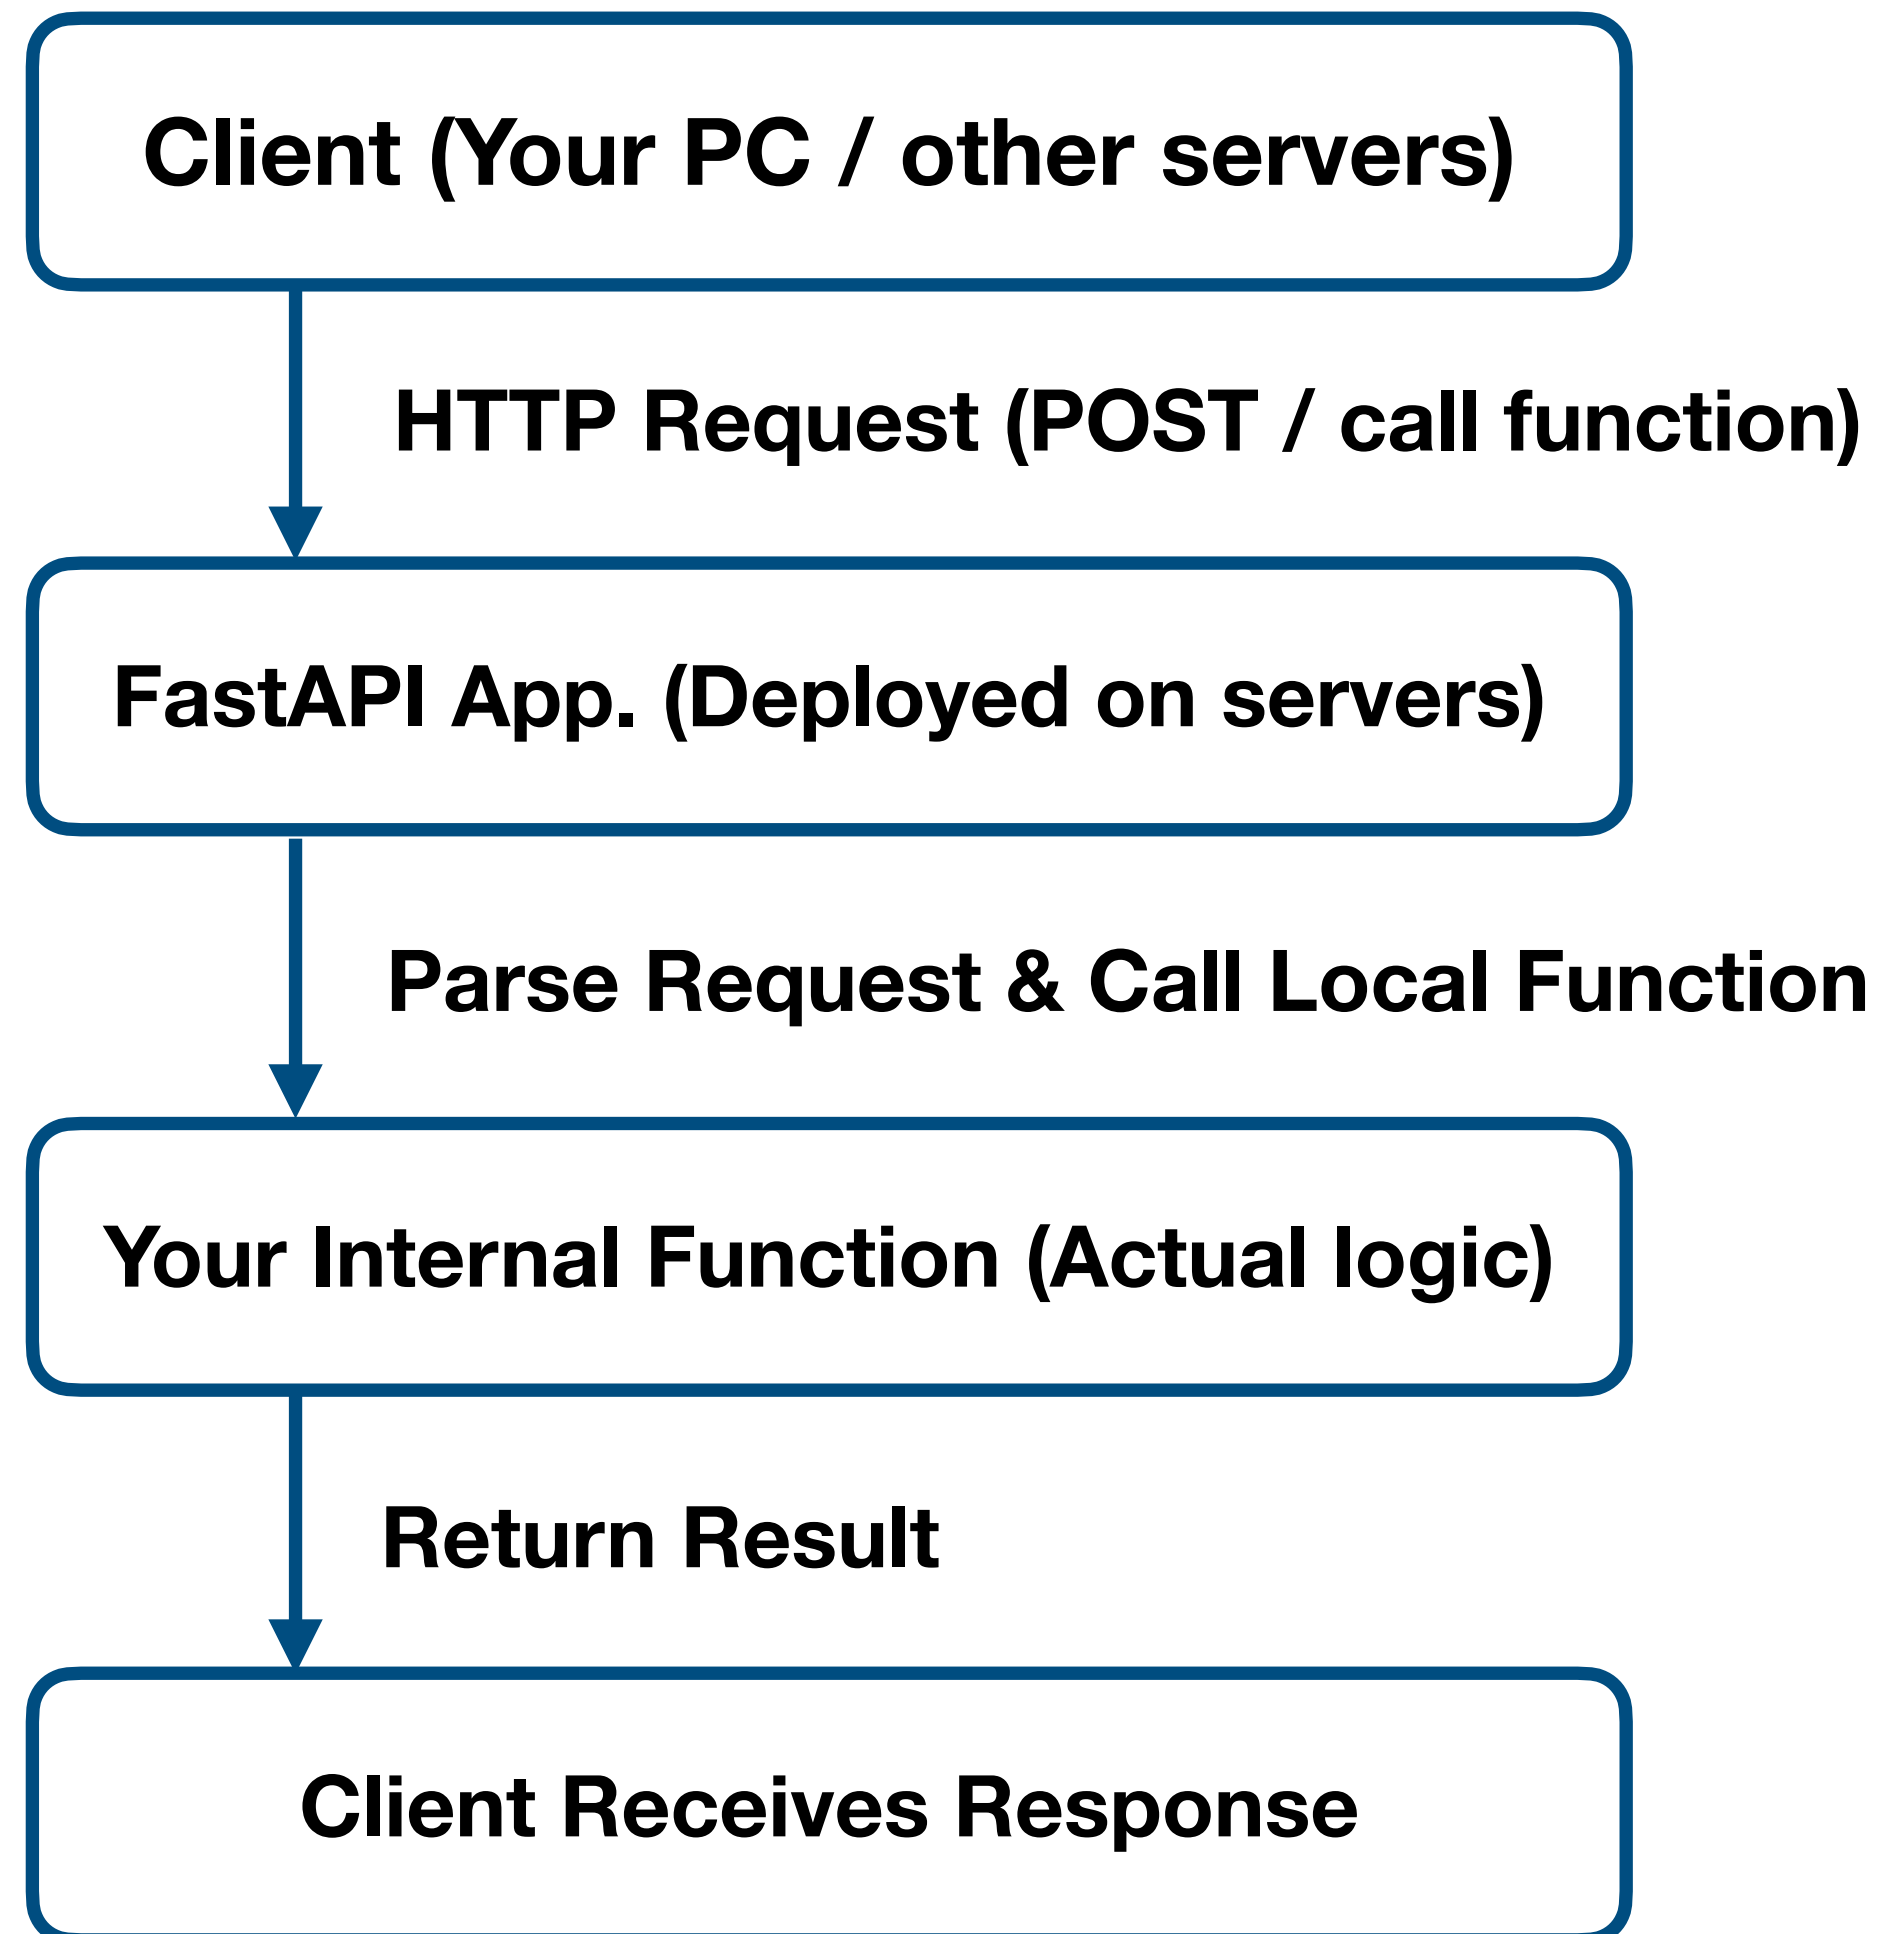 Client (Your PC / other servers)
HTTP Request (POST / call function)
FastAPI App. (Deployed on servers)
Parse Request & Call Local Function
Your Internal Function (Actual logic)
Return Result
Client Receives Response